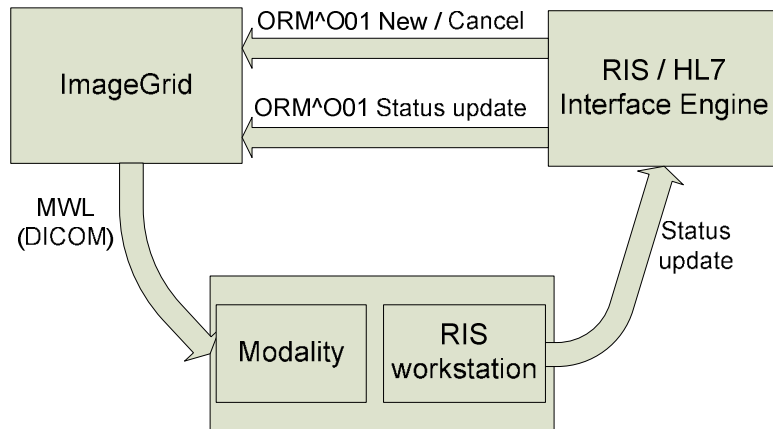 ORM^O01 New / Cancel
ImageGrid
RIS / HL7
Interface Engine
ORM^O01 Status update
MWL
(DICOM)
Status
update
Modality
RIS
workstation